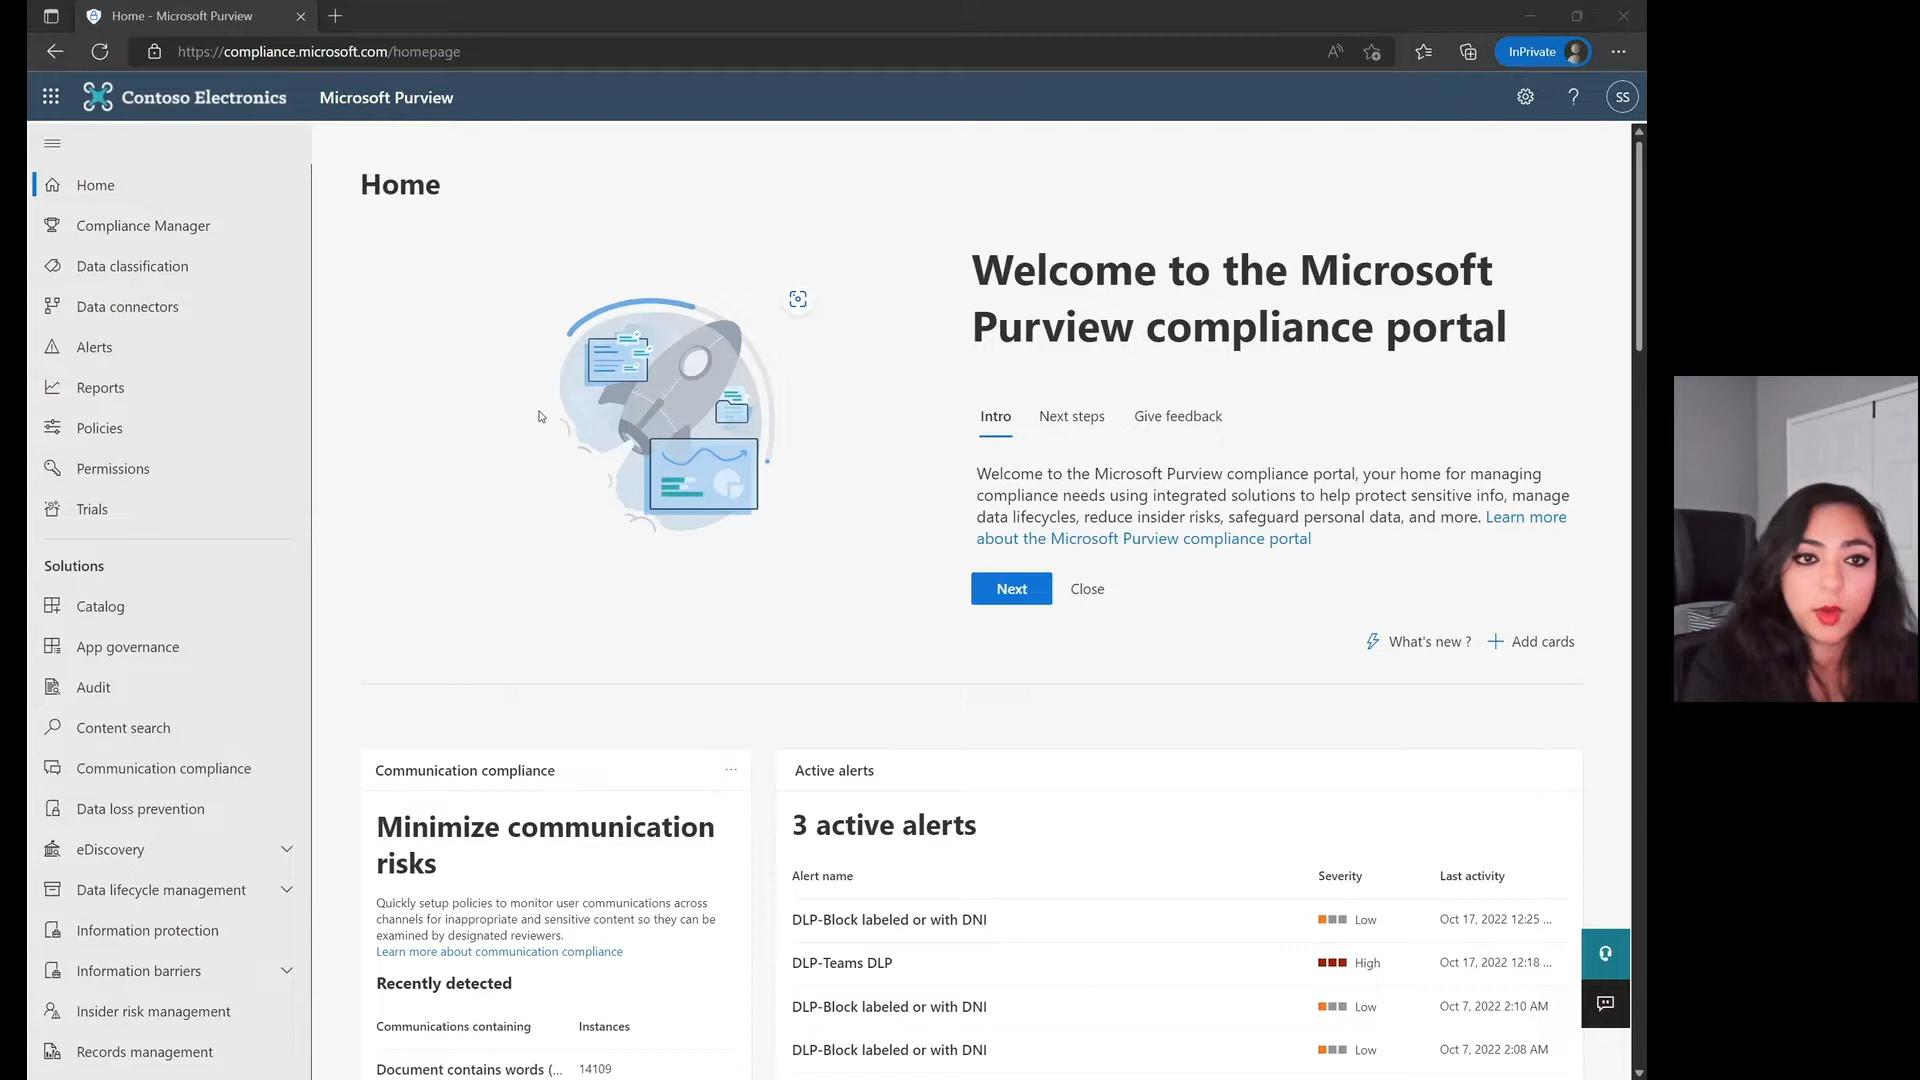 Home - Microsoft Purview
https://compliance.microsoft.com/homepage
InPrivate
Contoso Electronics
Microsoft Purview
SS
Home
Compliance Manager
Data classification
Data connectors
Alerts
Reports
Policies
Permissions
Trials
Solutions
Catalog
App governance
Audit
Content search
Communication compliance
Data loss prevention
eDiscovery
Data lifecycle management
Information protection
Information barriers
Insider risk management
Records management
Home
Welcome to the Microsoft
Purview compliance portal
Intro Next steps Give feedback
Welcome to the Microsoft Purview compliance portal, your home for managing
compliance needs using integrated solutions to help protect sensitive info, manage
data lifecycles, reduce insider risks, safeguard personal data, and more. Learn more
about the Microsoft Purview compliance portal
Next Close
What's new ? Add cards
Communication compliance
Minimize communication
risks
Quickly setup policies to monitor user communications across
channels for inappropriate and sensitive content so they can be
examined by designated reviewers.
Learn more about communication compliance
Recently detected
Communications containing Instances
Document contains words (... 14109
Active alerts
3 active alerts
Alert name Severity Last activity
DLP-Block labeled or with DNI Low Oct 17, 2022 12:25 ...
DLP-Teams DLP High Oct 17, 2022 12:18 ...
DLP-Block labeled or with DNI Low Oct 7, 2022 2:10 AM
DLP-Block labeled or with DNI Low Oct 7, 2022 2:08 AM